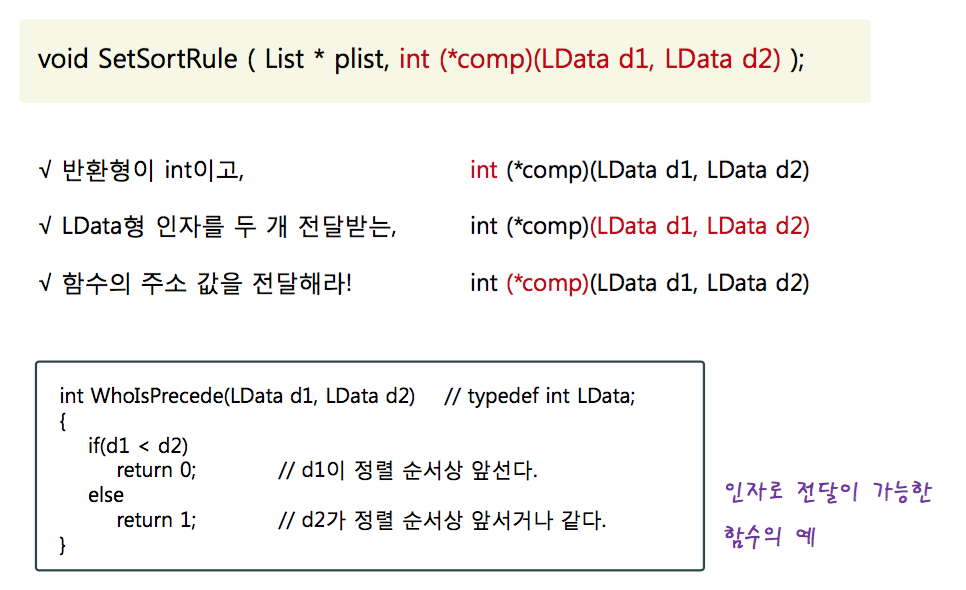 void SetSortRule ( List * plist, int (*comp)(LData d1, LData d2) );
√ 반환형이 int이고, int (*comp)(LData d1, LData d2)
√ LData형 인자를 두 개 전달받는, int (*comp)(LData d1, LData d2)
√ 함수의 주소 값을 전달해라! int (*comp)(LData d1, LData d2)
int WhoIsPrecede(LData d1, LData d2) // typedef int LData;
{
if(d1 < d2)
return 0; // d1이 정렬 순서상 앞선다.
else
return 1; // d2가 정렬 순서상 앞서거나 같다.
}
인자로 전달이 가능한
함수의 예